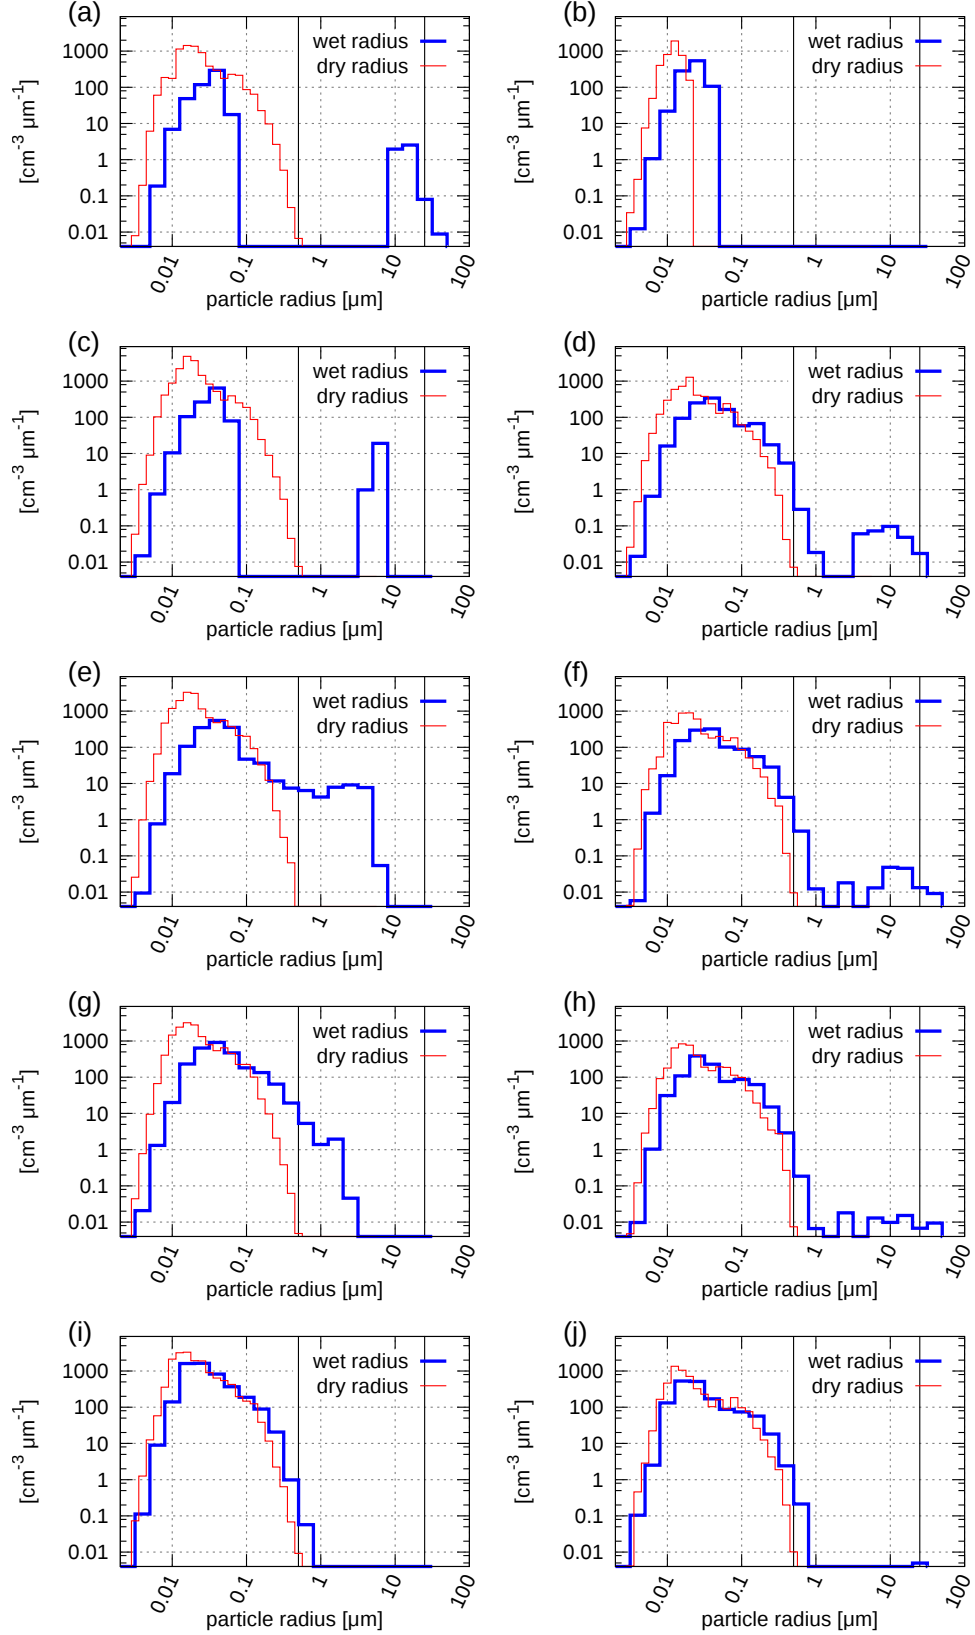 (a)
wet radius
dry radius
1000
100
10
1
0.1
0.01
[cm⁻³ µm⁻¹]
0.01 0.1 1 10 100
particle radius [µm]
(b)
wet radius
dry radius
1000
100
10
1
0.1
0.01
[cm⁻³ µm⁻¹]
0.01 0.1 1 10 100
particle radius [µm]
(c)
wet radius
dry radius
1000
100
10
1
0.1
0.01
[cm⁻³ µm⁻¹]
0.01 0.1 1 10 100
particle radius [µm]
(d)
wet radius
dry radius
1000
100
10
1
0.1
0.01
[cm⁻³ µm⁻¹]
0.01 0.1 1 10 100
particle radius [µm]
(e)
wet radius
dry radius
1000
100
10
1
0.1
0.01
[cm⁻³ µm⁻¹]
0.01 0.1 1 10 100
particle radius [µm]
(f)
wet radius
dry radius
1000
100
10
1
0.1
0.01
[cm⁻³ µm⁻¹]
0.01 0.1 1 10 100
particle radius [µm]
(g)
wet radius
dry radius
1000
100
10
1
0.1
0.01
[cm⁻³ µm⁻¹]
0.01 0.1 1 10 100
particle radius [µm]
(h)
wet radius
dry radius
1000
100
10
1
0.1
0.01
[cm⁻³ µm⁻¹]
0.01 0.1 1 10 100
particle radius [µm]
(i)
wet radius
dry radius
1000
100
10
1
0.1
0.01
[cm⁻³ µm⁻¹]
0.01 0.1 1 10 100
particle radius [µm]
(j)
wet radius
dry radius
1000
100
10
1
0.1
0.01
[cm⁻³ µm⁻¹]
0.01 0.1 1 10 100
particle radius [µm]